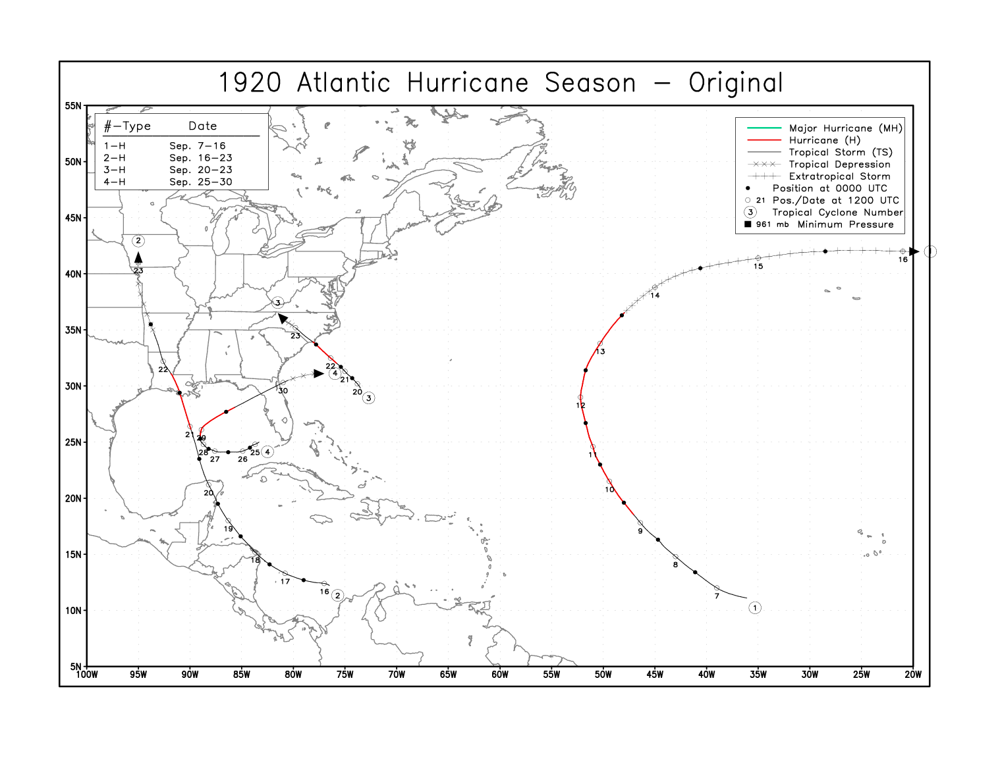 1920 Atlantic Hurricane Season – Original
#–Type Date
1–H Sep. 7–16
2–H Sep. 16–23
3–H Sep. 20–23
4–H Sep. 25–30
Major Hurricane (MH)
Hurricane (H)
Tropical Storm (TS)
Tropical Depression
Extratropical Storm
Position at 0000 UTC
21 Pos./Date at 1200 UTC
3 Tropical Cyclone Number
961 mb Minimum Pressure
55N
50N
45N
40N
35N
30N
25N
20N
15N
10N
5N
2
23
22
21
20
19
18
17
16
2
3
23
22
21
20
3
4
30
29
28
27
26
25
4
1
16
15
14
13
12
11
10
9
8
7
1
100W 95W 90W 85W 80W 75W 70W 65W 60W 55W 50W 45W 40W 35W 30W 25W 20W